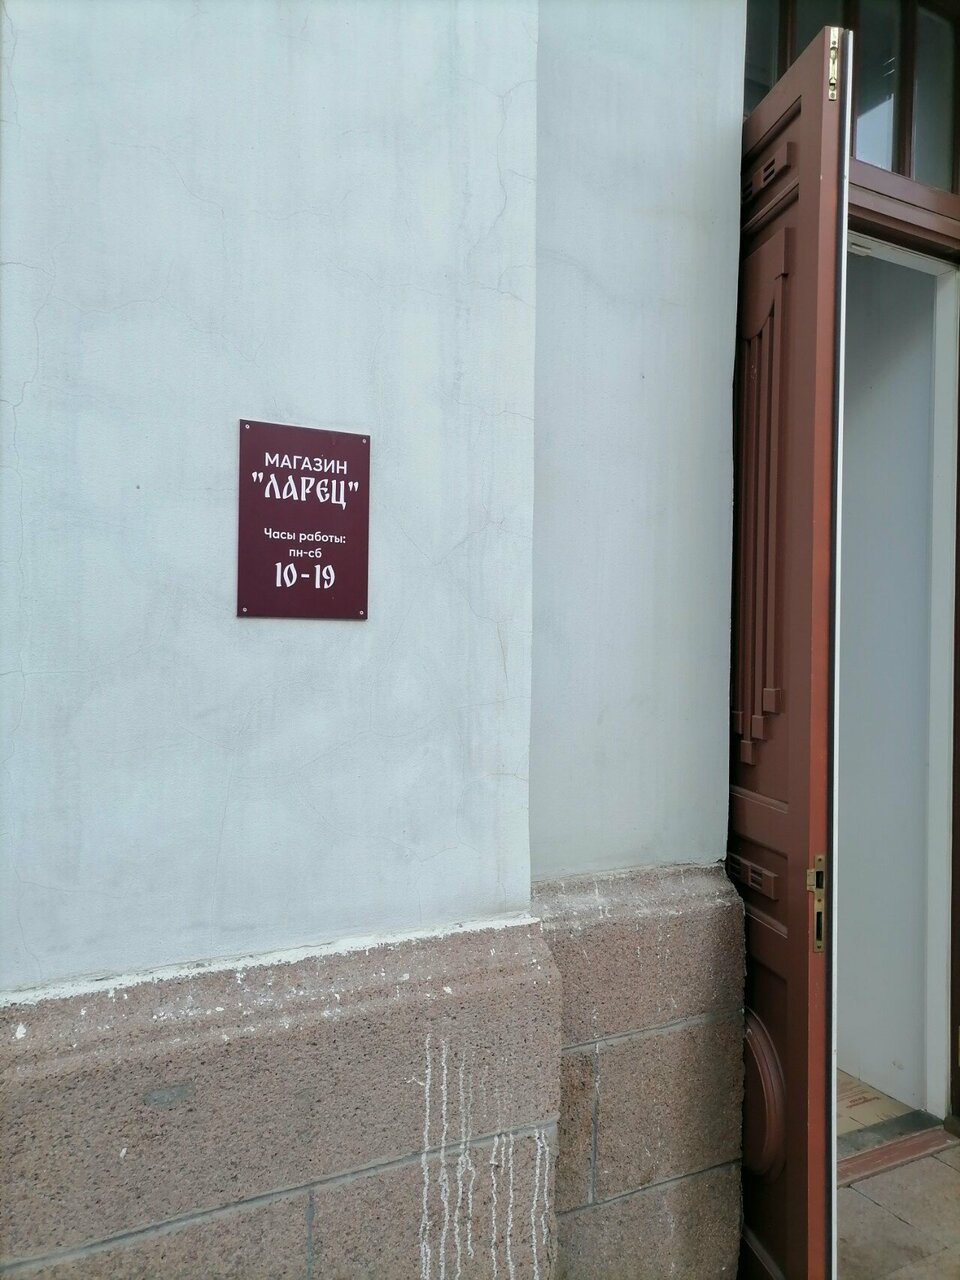 МАГАЗИН
"ЛАРЕЦ"
Часы работы:
пн-сб
10-19